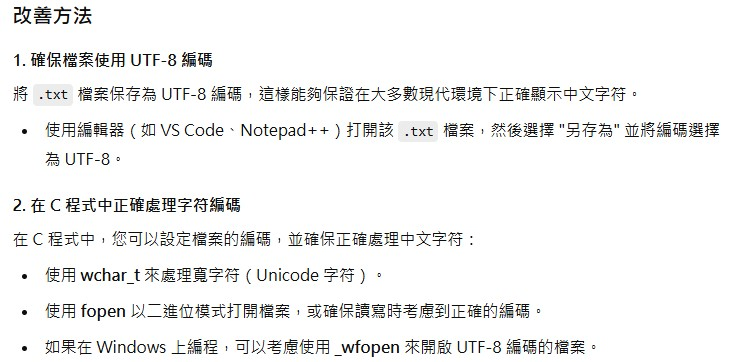 改善方法
1. 確保檔案使用 UTF-8 編碼
將 .txt 檔案保存為 UTF-8 編碼，這樣能夠保證在大多數現代環境下正確顯示中文字符。
• 使用編輯器（如 VS Code、Notepad++）打開該 .txt 檔案，然後選擇 "另存為" 並將編碼選擇
為 UTF-8。
2. 在 C 程式中正確處理字符編碼
在 C 程式中，您可以設定檔案的編碼，並確保正確處理中文字符：
• 使用 wchar_t 來處理寬字符（Unicode 字符）。
• 使用 fopen 以二進位模式打開檔案，或確保讀寫時考慮到正確的編碼。
• 如果在 Windows 上編程，可以考慮使用 _wfopen 來開啟 UTF-8 編碼的檔案。